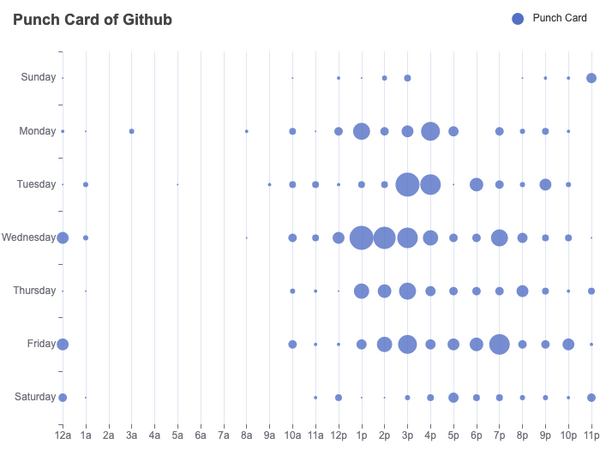 Punch Card of Github
Punch Card
Sunday
Monday
Tuesday
Wednesday
Thursday
Friday
Saturday
12a 1a 2a 3a 4a 5a 6a 7a 8a 9a 10a 11a 12p 1p 2p 3p 4p 5p 6p 7p 8p 9p 10p 11p